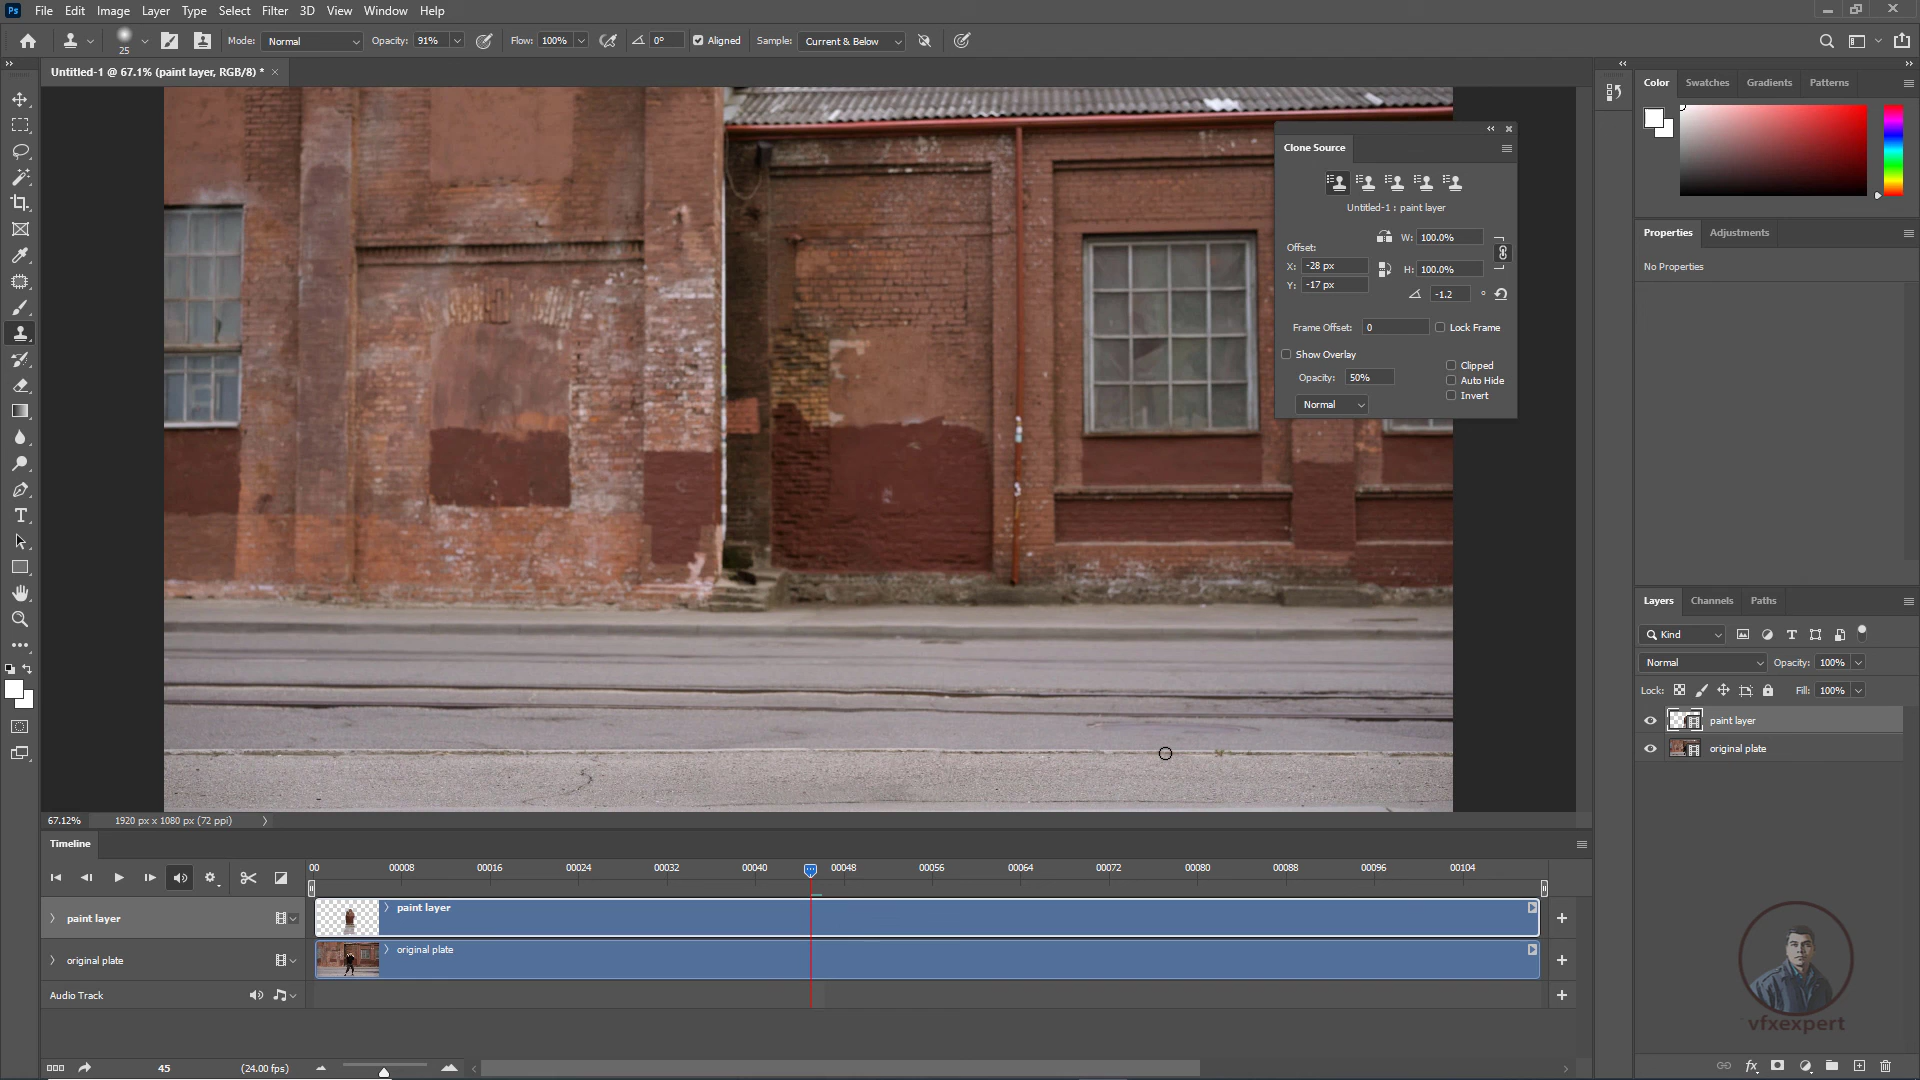 Ps File Edit Image Layer Type Select Filter 3D View Window Help
25 Mode: Normal Opacity: 91% Flow: 100% 0° Aligned Sample: Current & Below
Untitled-1 @ 67.1% (paint layer, RGB/8) *
Color Swatches Gradients Patterns
Clone Source
Untitled-1 : paint layer
W: 100.0%
Offset:
X: -28 px
H: 100.0%
Y: -17 px
-1.2 °
Frame Offset: 0 Lock Frame
Show Overlay
Clipped
Opacity: 50%
Auto Hide
Invert
Normal
Properties Adjustments
No Properties
Layers Channels Paths
Kind
Normal Opacity: 100%
Lock: Fill: 100%
paint layer
original plate
67.12% 1920 px x 1080 px (72 ppi)
Timeline
00 00008 00016 00024 00032 00040 00048 00056 00064 00072 00080 00088 00096 00104
paint layer paint layer
original plate original plate
Audio Track
45 (24.00 fps)
vfxexpert